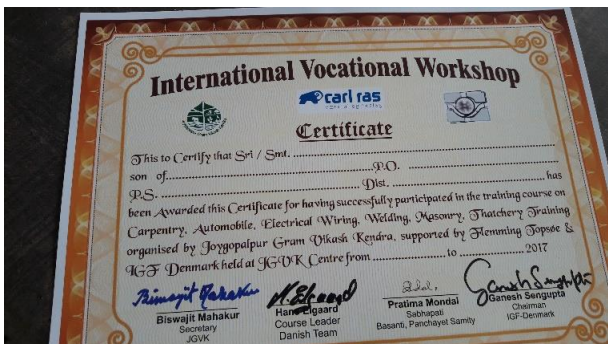 International Vocational Workshop
carl ras
Certificate
This to Certify that Sri / Smt. ..........................................................
son of.................................................P.O. ..............................
P.S. .................................................Dist. .............................. has
been Awarded this Certificate for having successfully participated in the training course on
Carpentry, Automobile, Electrical Wiring, Welding, Masonry, Thatchery Training
organised by Joygopalpur Gram Vikash Kendra, supported by Flemming Topsøe &
IGF Denmark held at JGVK Centre from .................... to .................... 2017
Biswajit Mahakur
Secretary
JGVK
Hans Elgaard
Course Leader
Danish Team
Pratima Mondal
Sabhapati
Basanti, Panchayet Samity
Ganesh Sengupta
Ganesh Sengupta
Chairman
IGF-Denmark